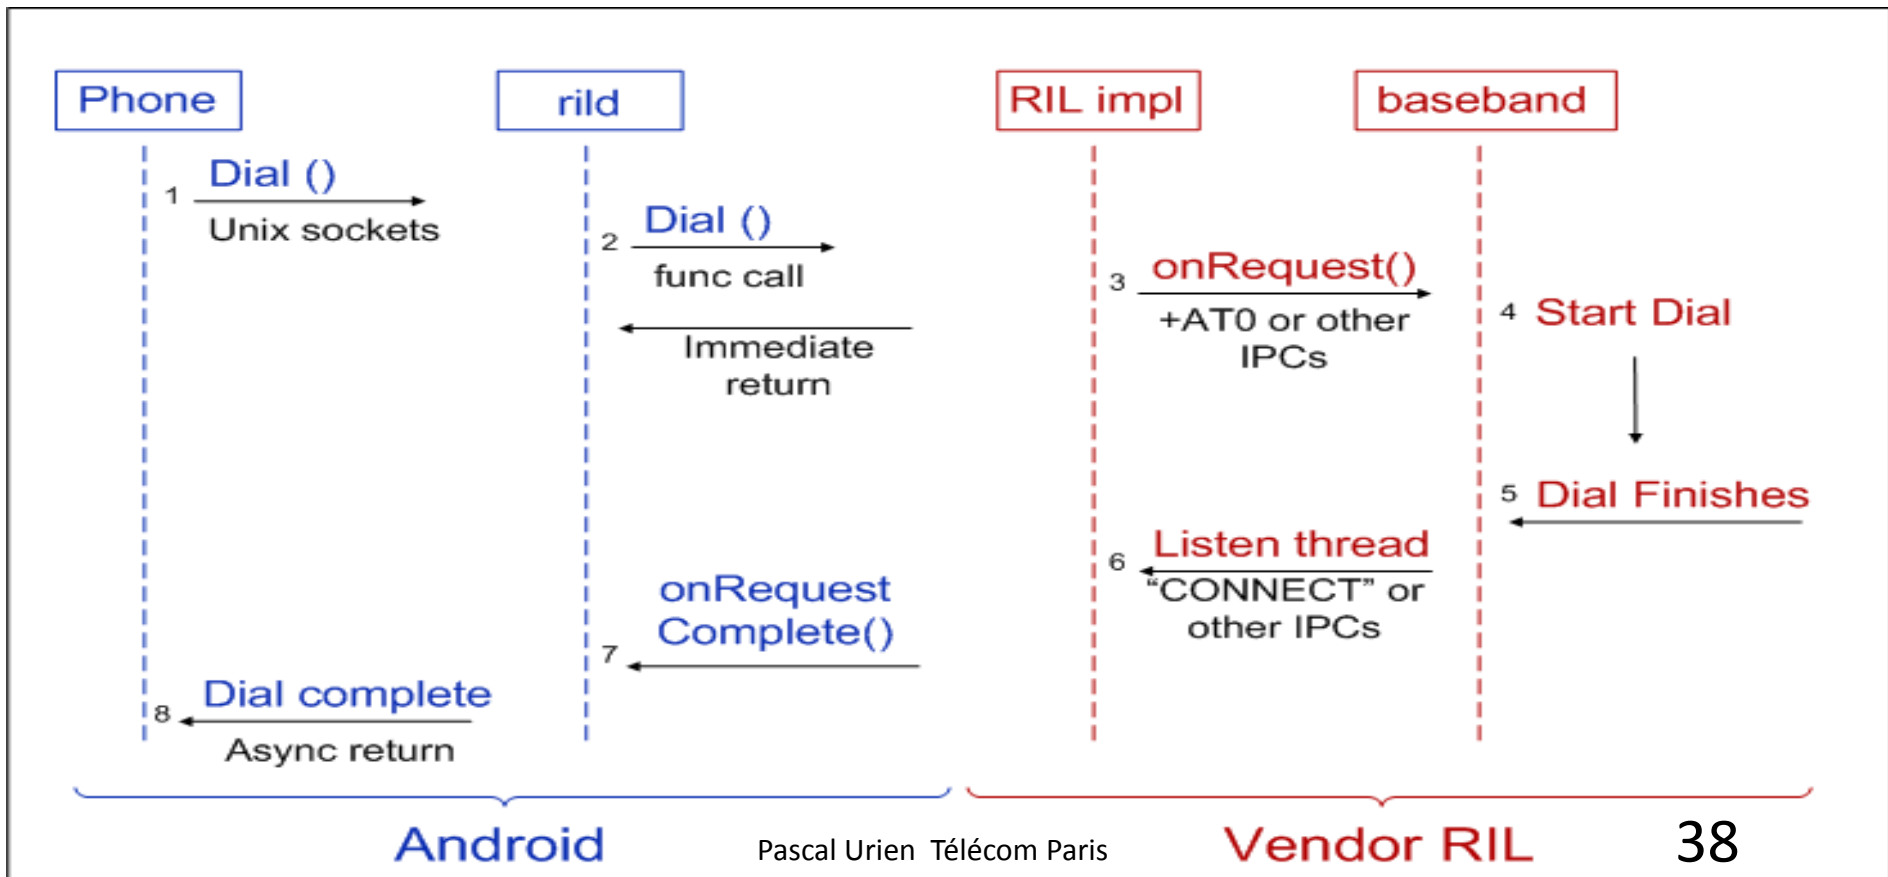 Phone
rild
RIL impl
baseband
1
Dial ()
Unix sockets
2
Dial ()
func call
Immediate
return
3
onRequest()
+AT0 or other
IPCs
4
Start Dial
5
Dial Finishes
6
Listen thread
“CONNECT” or
other IPCs
7
onRequest
Complete()
8
Dial complete
Async return
Android
Pascal Urien Télécom Paris
Vendor RIL
38